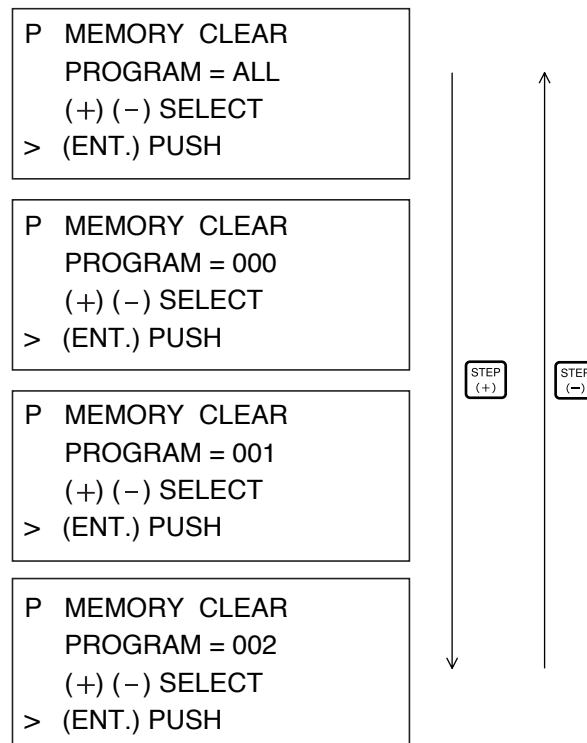 P MEMORY CLEAR
PROGRAM = ALL
(+) (−) SELECT
> (ENT.) PUSH
P MEMORY CLEAR
PROGRAM = 000
(+) (−) SELECT
> (ENT.) PUSH
STEP
(+)
STEP
(−)
P MEMORY CLEAR
PROGRAM = 001
(+) (−) SELECT
> (ENT.) PUSH
P MEMORY CLEAR
PROGRAM = 002
(+) (−) SELECT
> (ENT.) PUSH